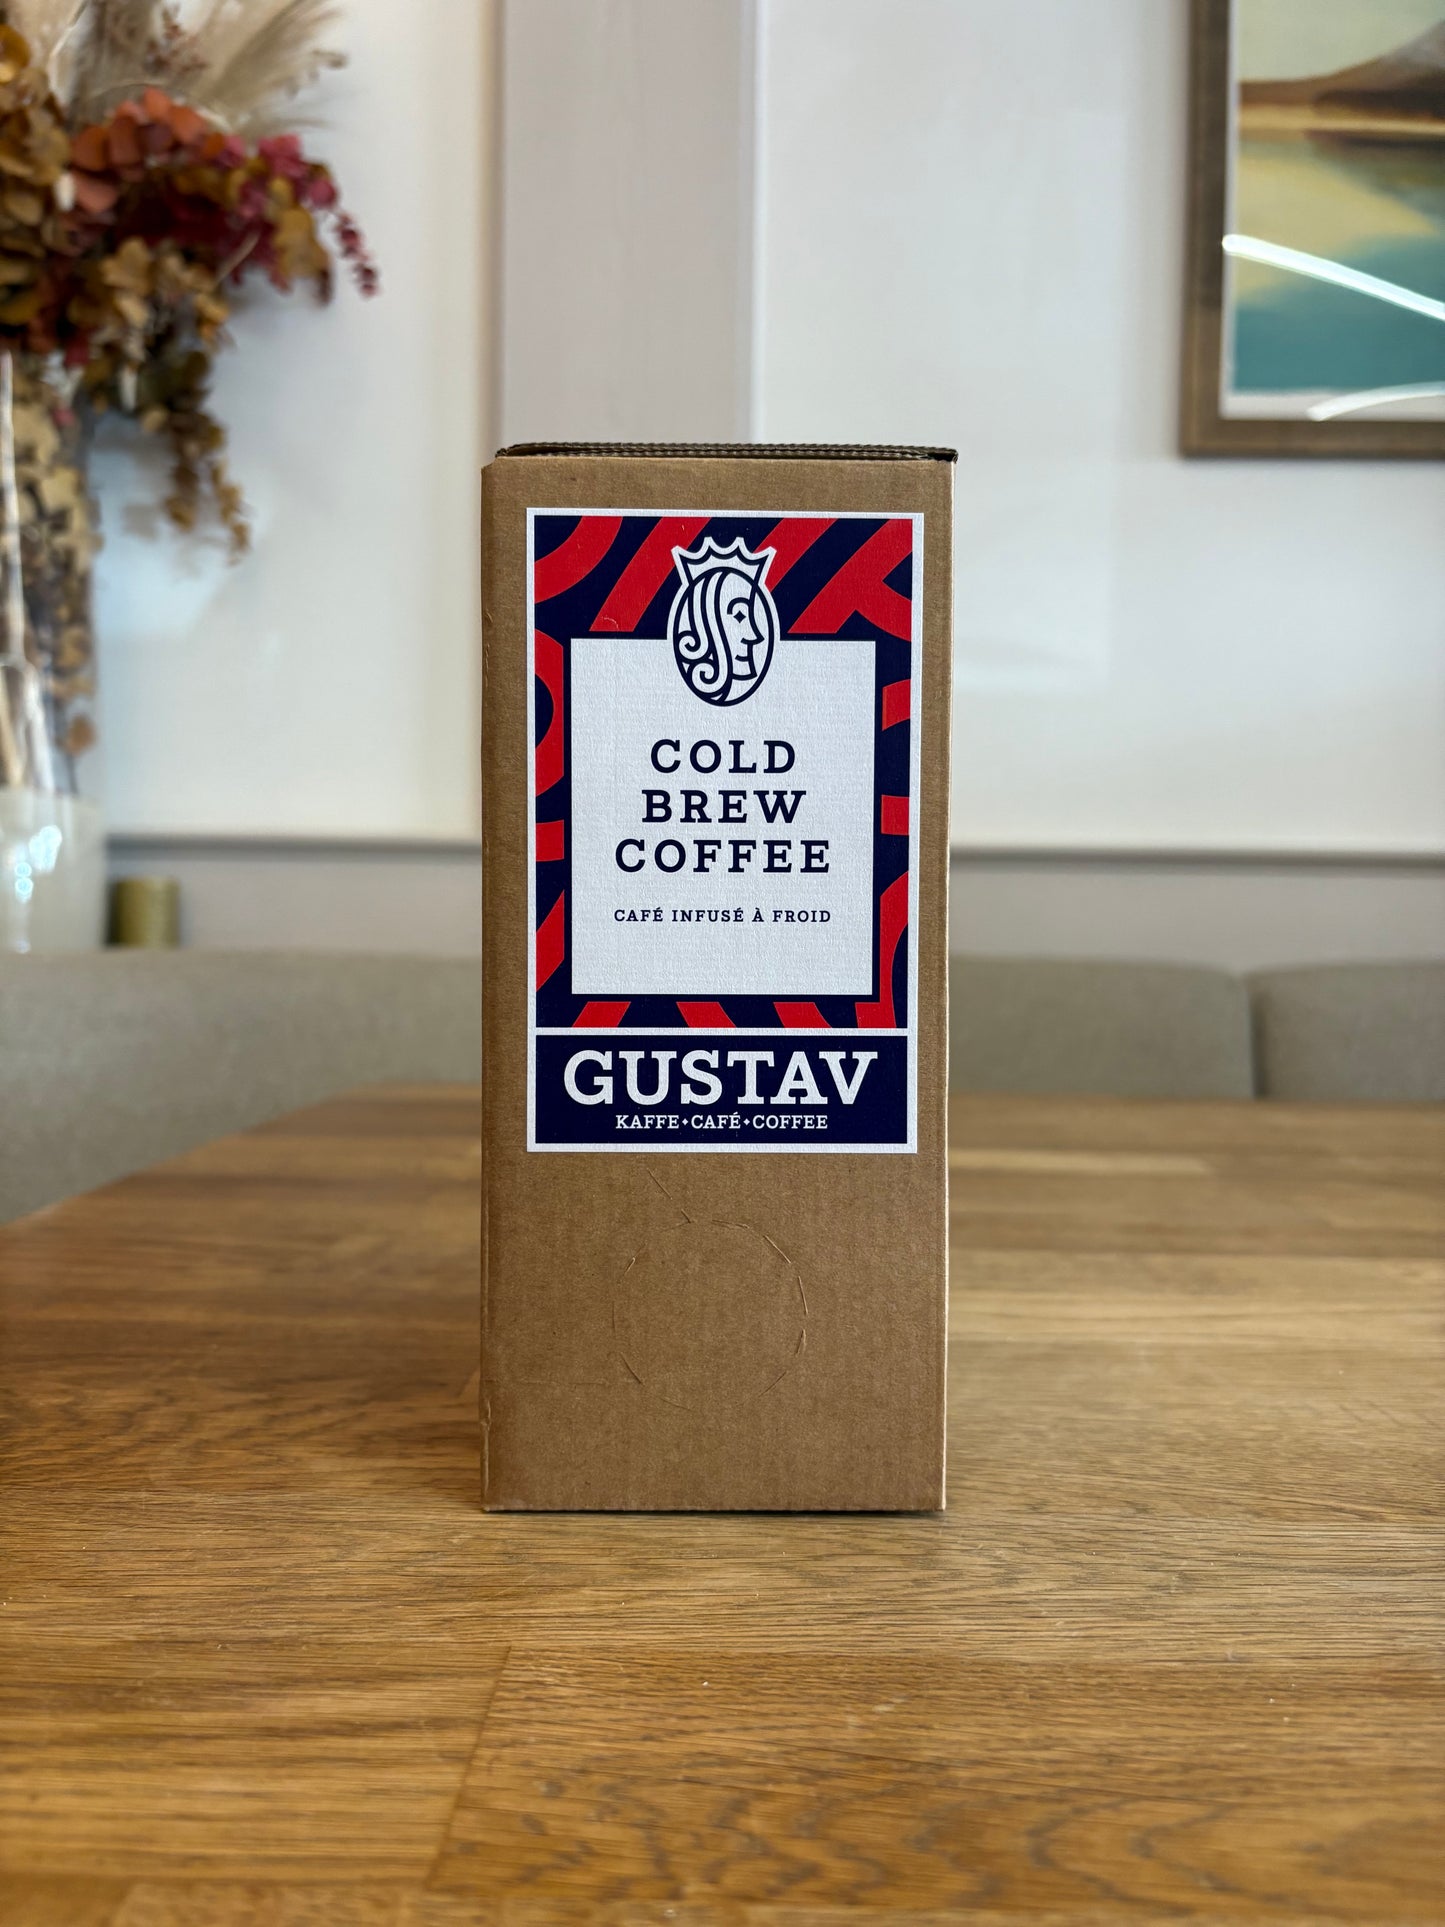 COLD
BREW
COFFEE
CAFÉ INFUSÉ À FROID
GUSTAV
KAFFE✦CAFÉ✦COFFEE